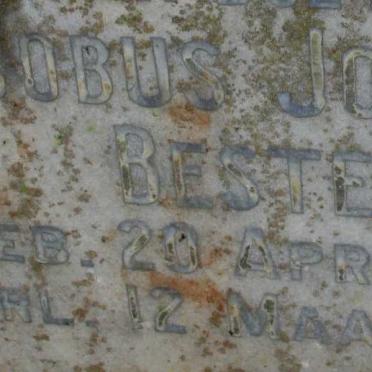 OBUS JO
BESTE
EB. 20 APR
HL. 12 MAA